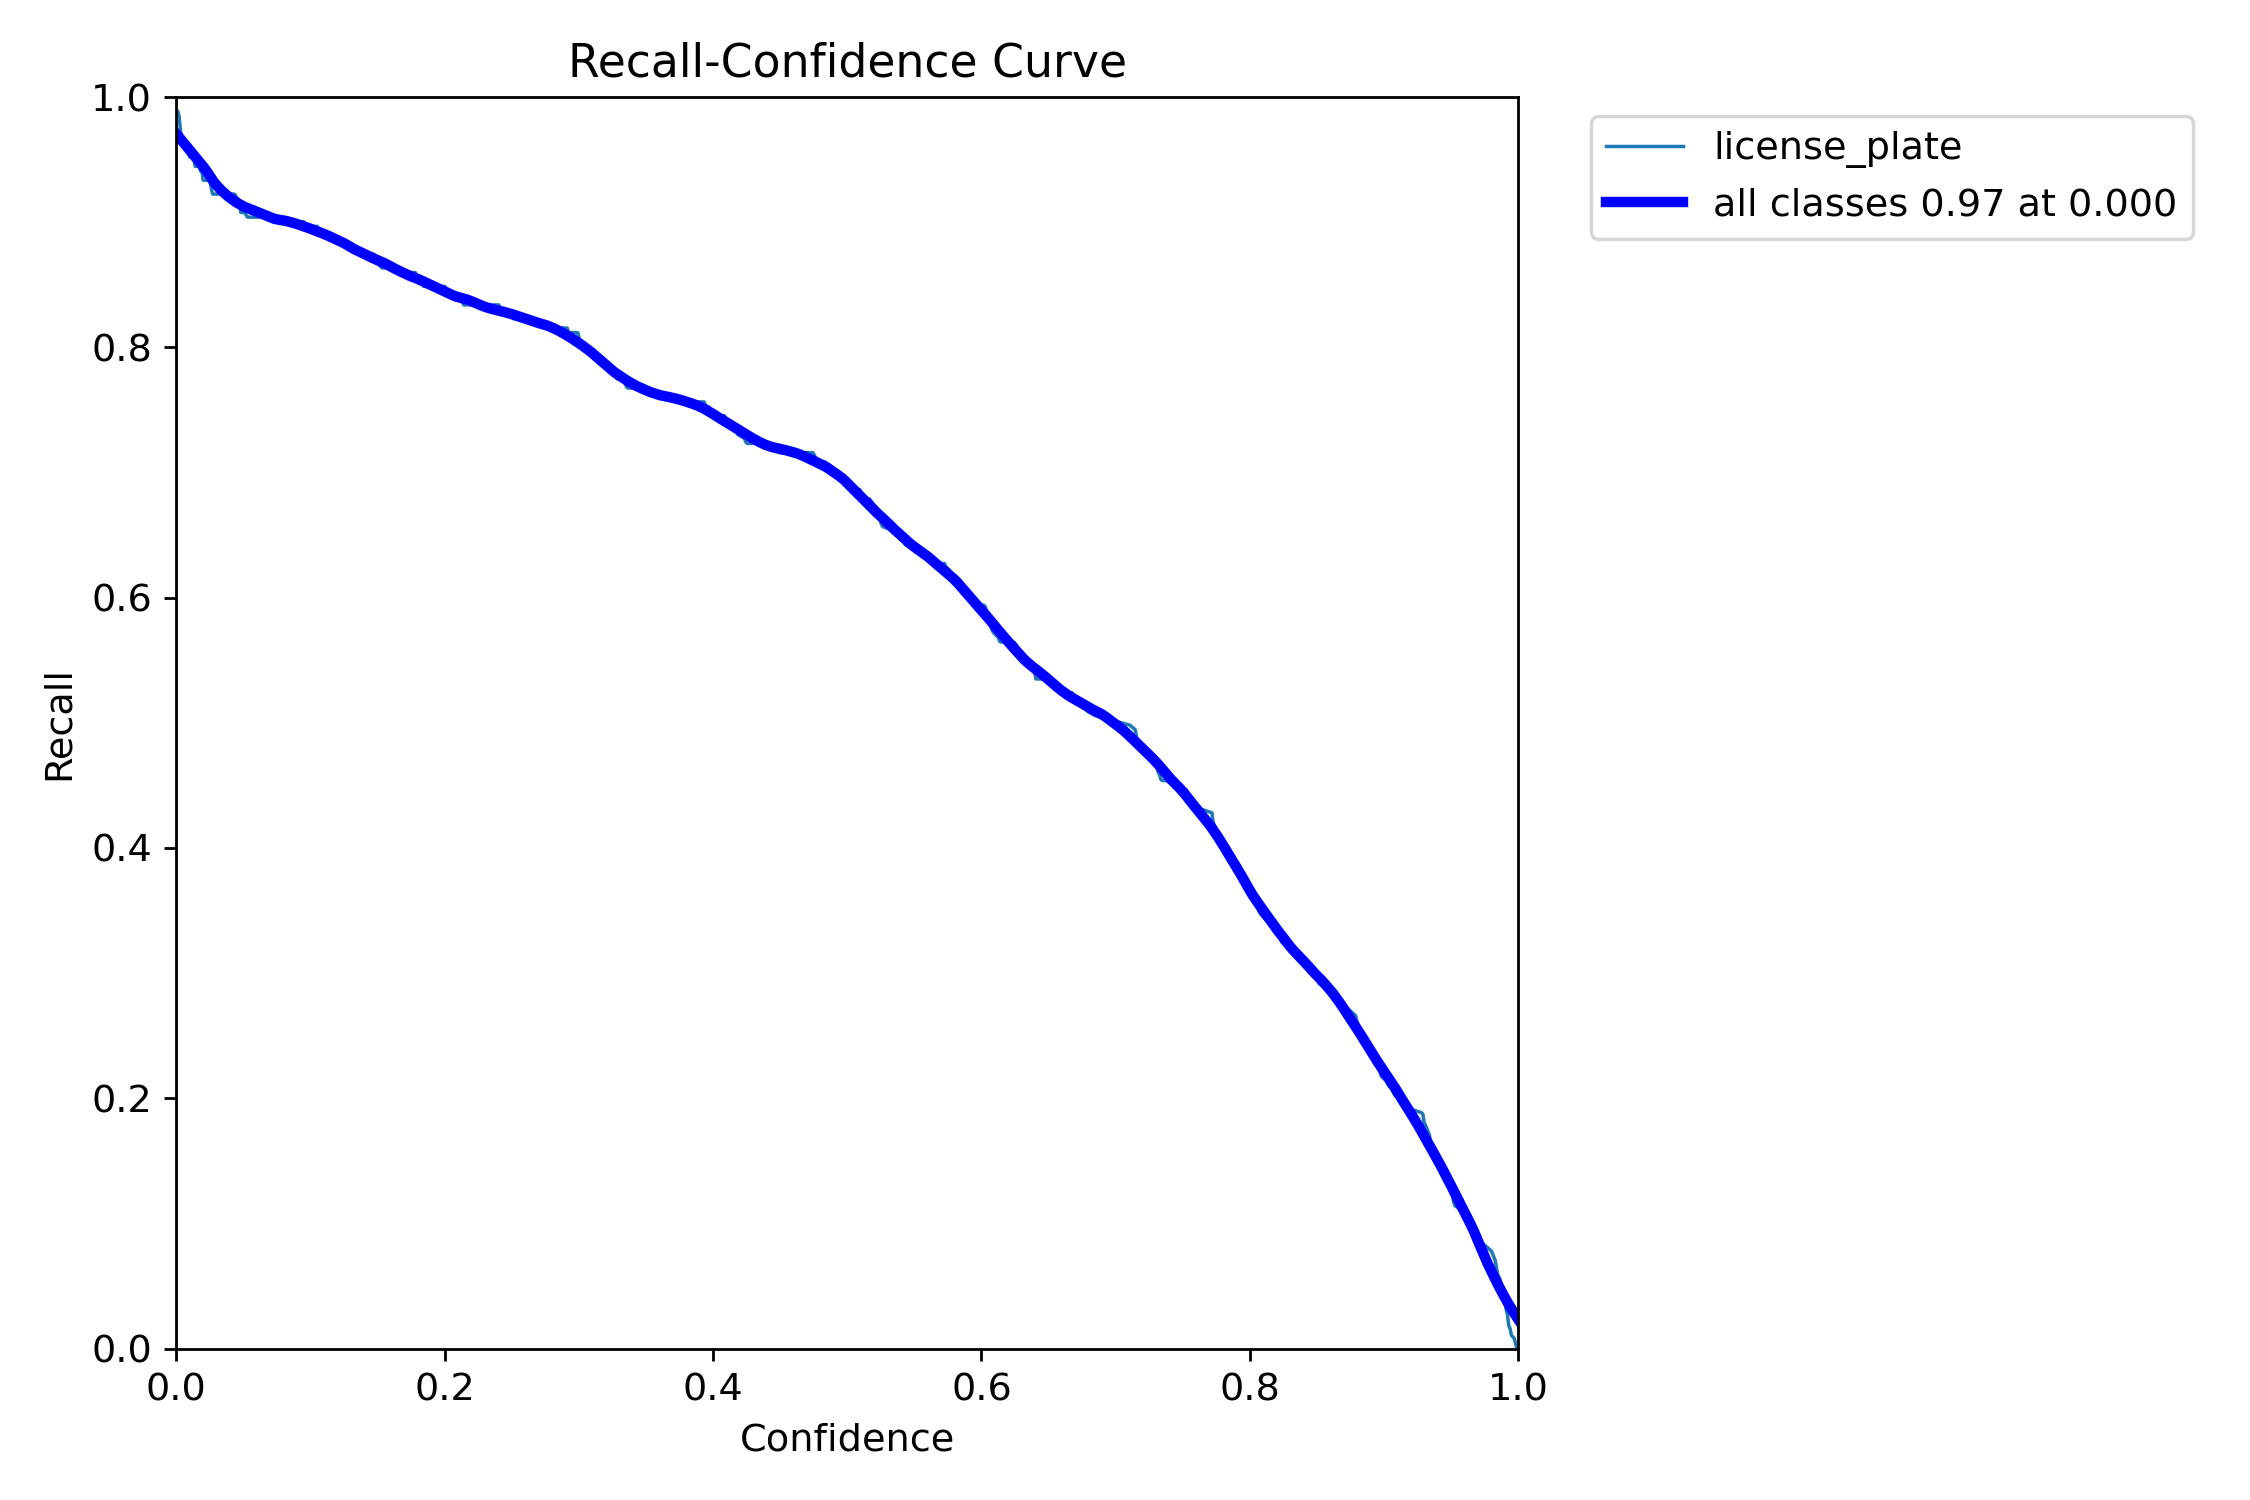 Recall-Confidence Curve
1.0
0.8
0.6
0.4
0.2
0.0
Recall
0.0 0.2 0.4 0.6 0.8 1.0
Confidence
license_plate
all classes 0.97 at 0.000